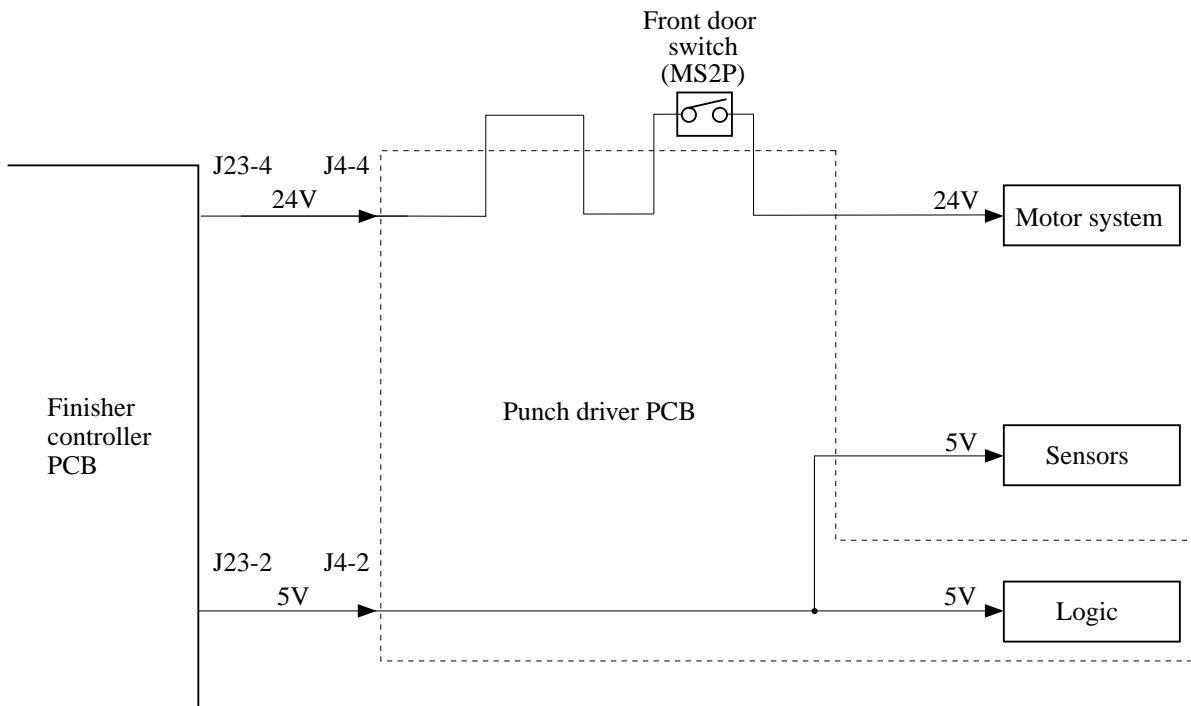 Front door
switch
(MS2P)
J23-4
J4-4
24V
24V
Motor system
Finisher
controller
PCB
Punch driver PCB
5V
Sensors
J23-2
J4-2
5V
5V
Logic